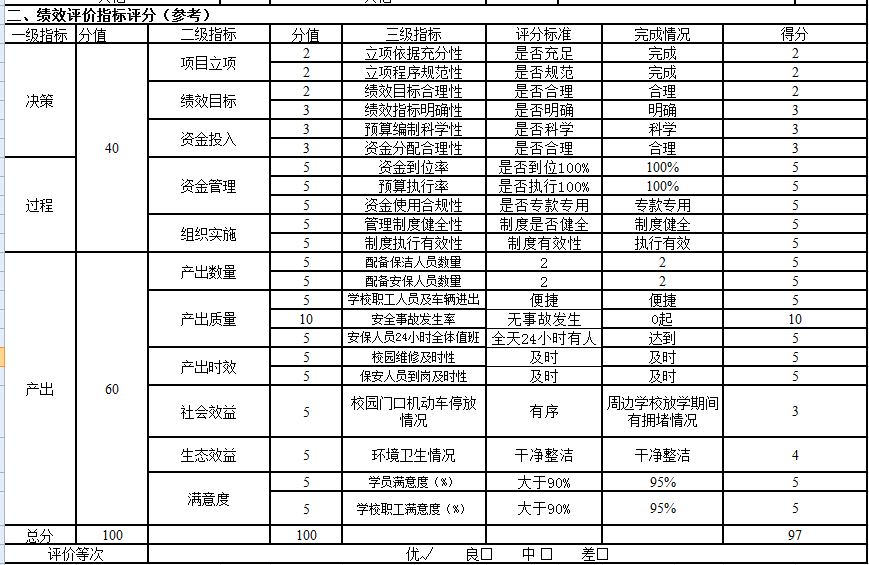 二、绩效评价指标评分（参考）
一级指标 分值 二级指标 分值 三级指标 评分标准 完成情况 得分
决策 40 项目立项 2 立项依据充分性 是否充足 完成 2
2 立项程序规范性 是否规范 完成 2
绩效目标 2 绩效目标合理性 是否合理 合理 2
3 绩效指标明确性 是否明确 明确 3
资金投入 3 预算编制科学性 是否科学 科学 3
3 资金分配合理性 是否合理 合理 3
过程 资金管理 5 资金到位率 是否到位100% 100% 5
5 预算执行率 是否执行100% 100% 5
5 资金使用合规性 是否专款专用 专款专用 5
组织实施 5 管理制度健全性 制度是否健全 制度健全 5
5 制度执行有效性 制度有效性 执行有效 5
产出 60 产出数量 5 配备保洁人员数量 2 2 5
5 配备安保人员数量 2 2 5
产出质量 5 学校职工人员及车辆进出 便捷 便捷 5
10 安全事故发生率 无事故发生 0起 10
5 安保人员24小时全体值班 全天24小时有人 达到 5
产出时效 5 校园维修及时性 及时 及时 5
5 保安人员到岗及时性 及时 及时 5
社会效益 5 校园门口机动车停放情况 有序 周边学校放学期间有拥堵情况 3
生态效益 5 环境卫生情况 干净整洁 干净整洁 4
满意度 5 学员满意度（%） 大于90% 95% 5
5 学校职工满意度（%） 大于90% 95% 5
总分 100 100 97
评价等次 优√ 良□ 中□ 差□